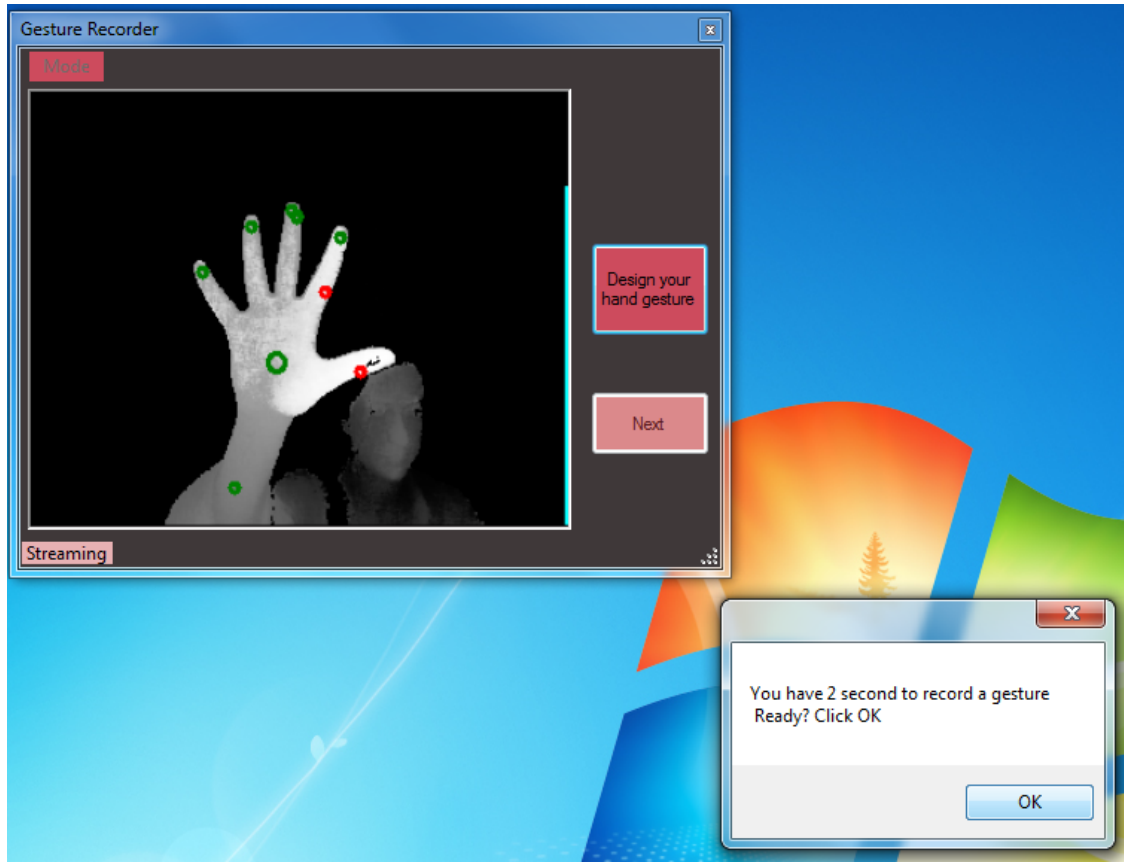 Gesture Recorder
Mode
Design your
hand gesture
Next
Streaming
You have 2 second to record a gesture
Ready? Click OK
OK